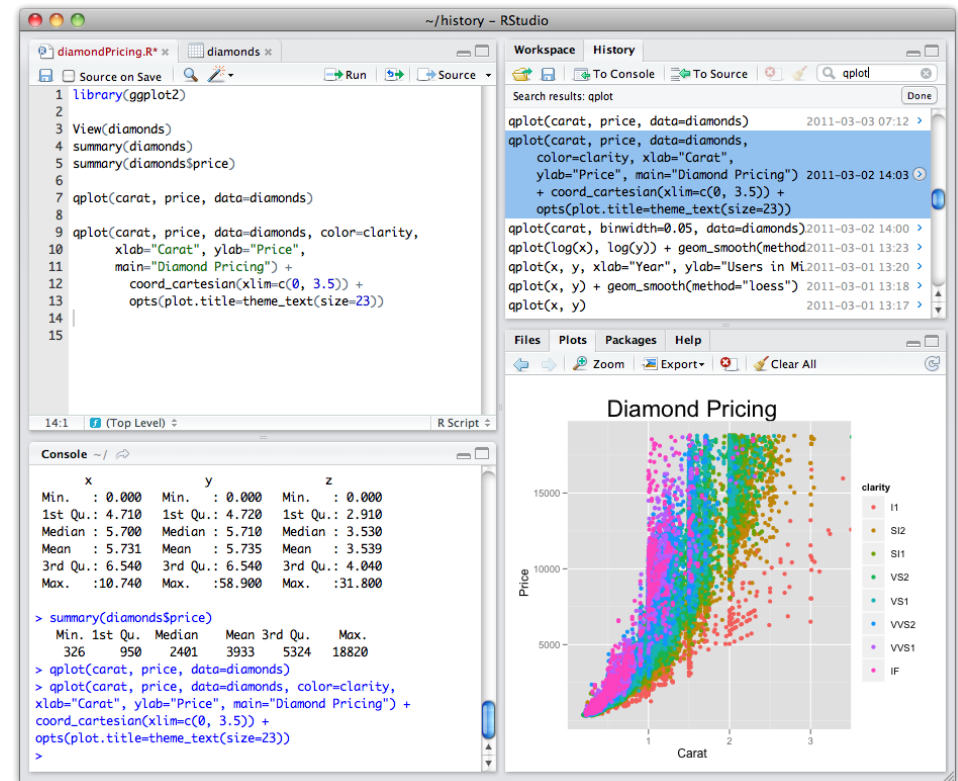 ~/history – RStudio
diamondPricing.R* × diamonds ×
Source on Save Run Source
1 library(ggplot2)
2
3 View(diamonds)
4 summary(diamonds)
5 summary(diamonds$price)
6
7 qplot(carat, price, data=diamonds)
8
9 qplot(carat, price, data=diamonds, color=clarity,
10 xlab="Carat", ylab="Price",
11 main="Diamond Pricing") +
12 coord_cartesian(xlim=c(0, 3.5)) +
13 opts(plot.title=theme_text(size=23))
14
15
14:1 (Top Level) R Script
Console ~/
x y z
Min. : 0.000 Min. : 0.000 Min. : 0.000
1st Qu.: 4.710 1st Qu.: 4.720 1st Qu.: 2.910
Median : 5.700 Median : 5.710 Median : 3.530
Mean : 5.731 Mean : 5.735 Mean : 3.539
3rd Qu.: 6.540 3rd Qu.: 6.540 3rd Qu.: 4.040
Max. :10.740 Max. :58.900 Max. :31.800
> summary(diamonds$price)
Min. 1st Qu. Median Mean 3rd Qu. Max.
326 950 2401 3933 5324 18820
> qplot(carat, price, data=diamonds)
> qplot(carat, price, data=diamonds, color=clarity,
xlab="Carat", ylab="Price", main="Diamond Pricing") +
coord_cartesian(xlim=c(0, 3.5)) +
opts(plot.title=theme_text(size=23))
>
Workspace History
To Console To Source qplot
Search results: qplot Done
qplot(carat, price, data=diamonds) 2011-03-03 07:12
qplot(carat, price, data=diamonds,
color=clarity, xlab="Carat",
ylab="Price", main="Diamond Pricing") 2011-03-02 14:03
+ coord_cartesian(xlim=c(0, 3.5)) +
opts(plot.title=theme_text(size=23))
qplot(carat, binwidth=0.05, data=diamonds) 2011-03-02 14:00
qplot(log(x), log(y)) + geom_smooth(method 2011-03-01 13:23
qplot(x, y, xlab="Year", ylab="Users in Mi 2011-03-01 13:20
qplot(x, y) + geom_smooth(method="loess") 2011-03-01 13:18
qplot(x, y) 2011-03-01 13:17
Files Plots Packages Help
Zoom Export Clear All
Diamond Pricing
15000
10000
5000
Price
1 2 3
Carat
clarity
I1
SI2
SI1
VS2
VS1
VVS2
VVS1
IF